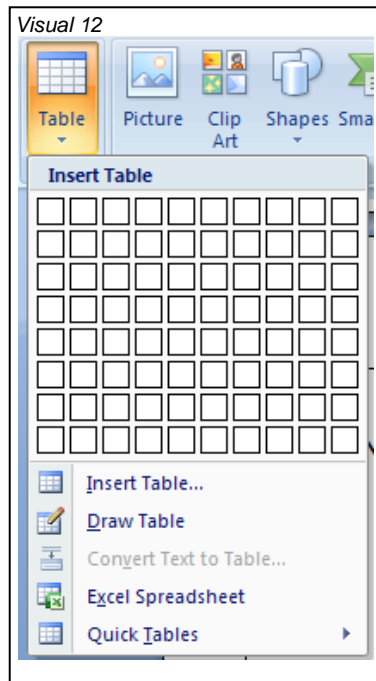 Visual 12
Table Picture Clip Art Shapes Sma
Insert Table
Insert Table...
Draw Table
Convert Text to Table...
Excel Spreadsheet
Quick Tables